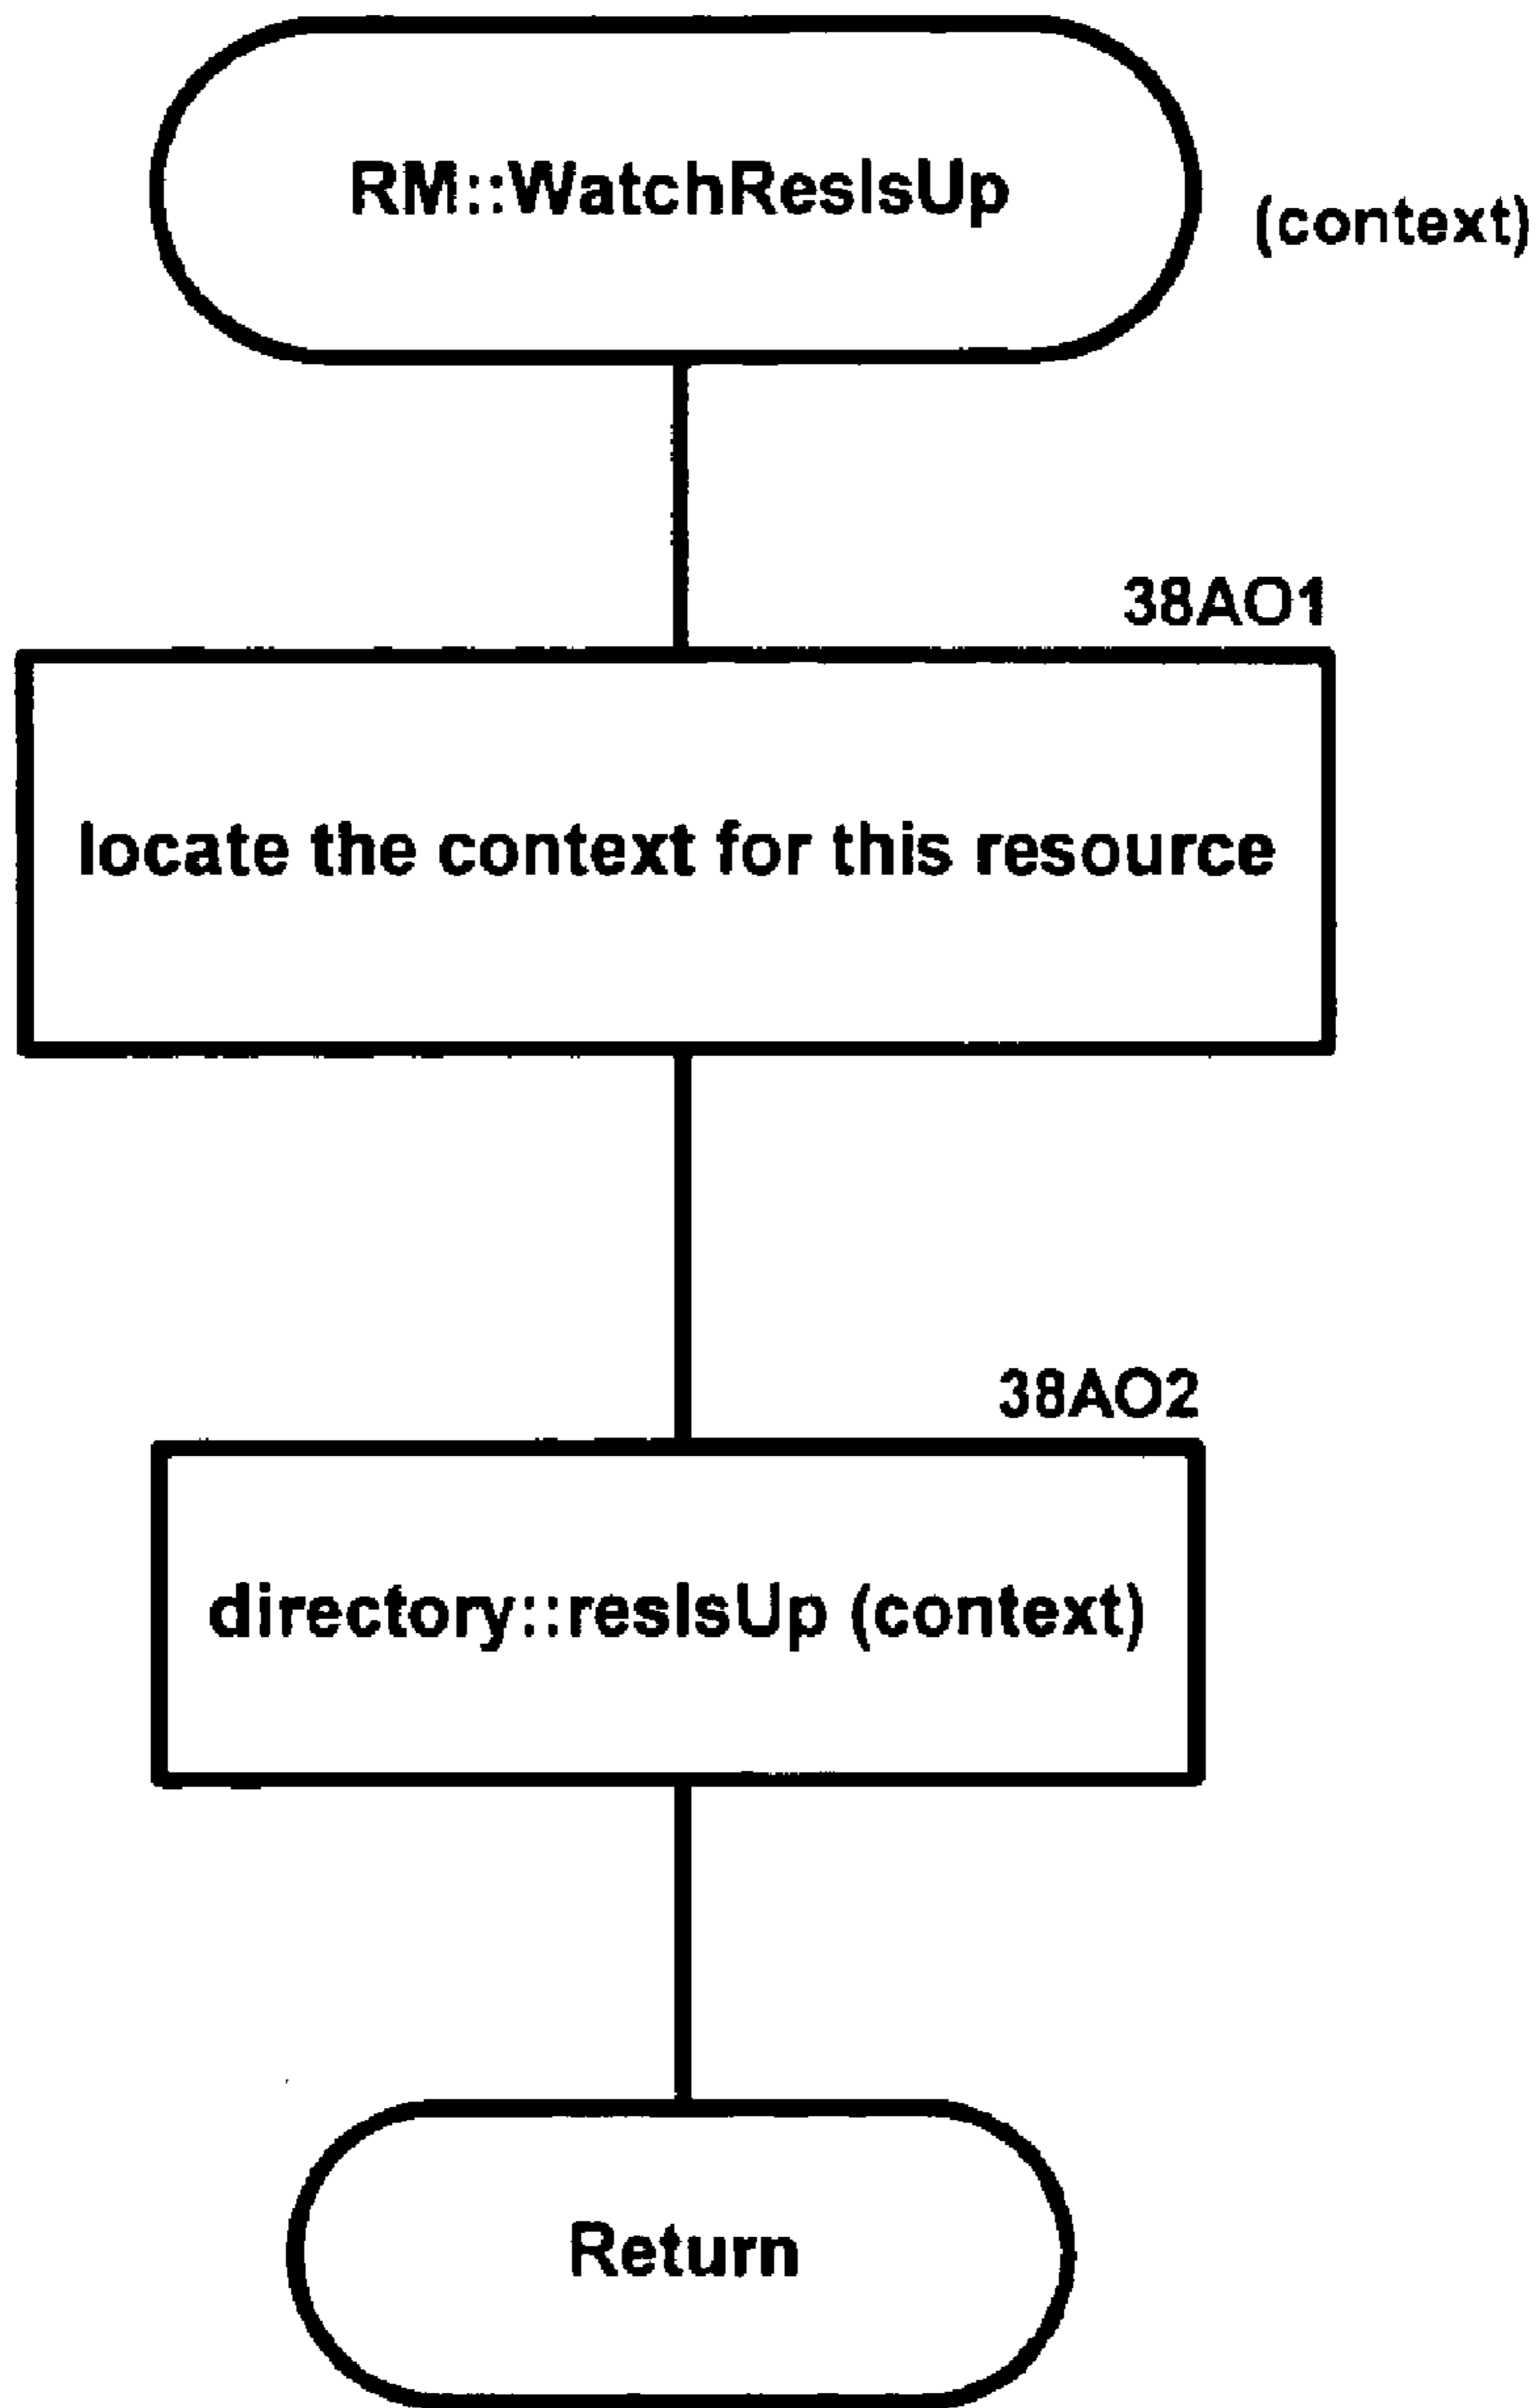 RM::WatchResIsUp
(context)
38AO1
locate the context for this resource
38AO2
directory::resIsUp (context)
Return